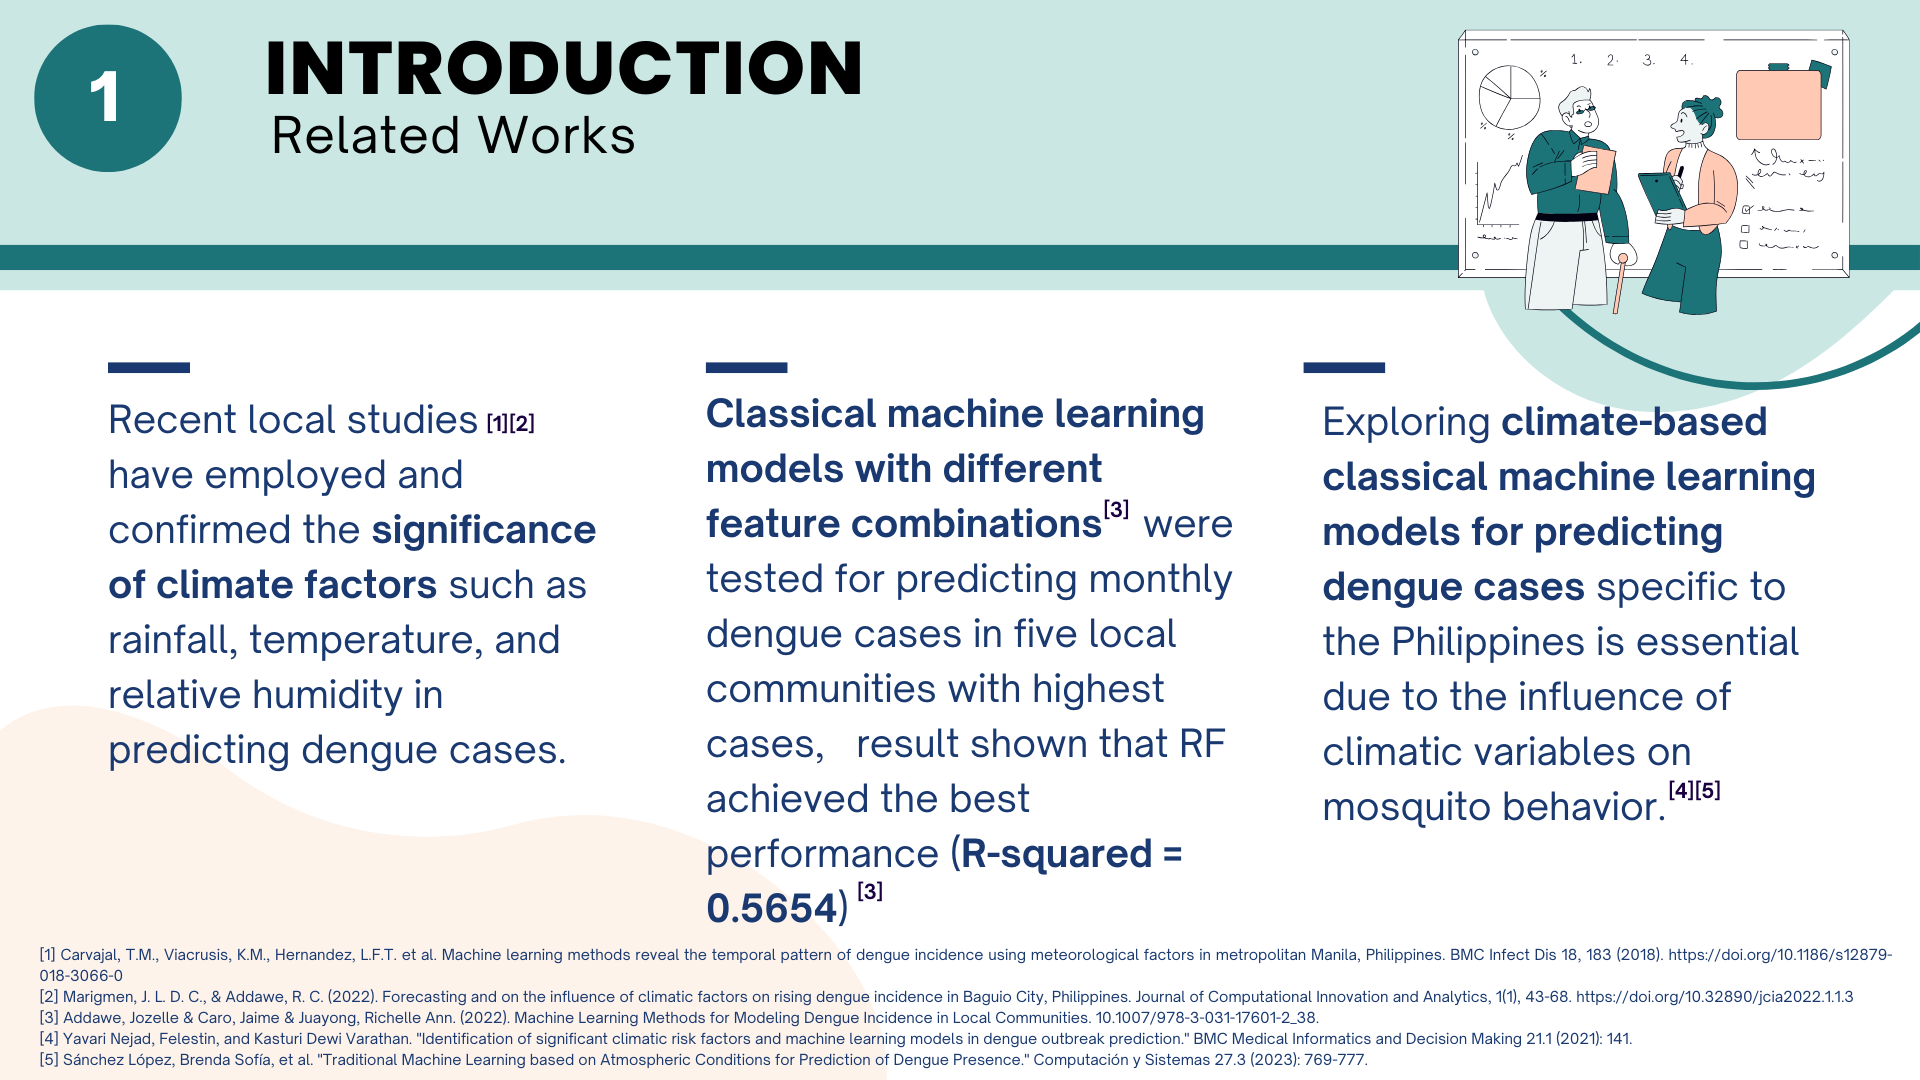 1
INTRODUCTION
Related Works
1. 2. 3. 4.
%
%
%
Recent local studies [1][2]
have employed and
confirmed the significance
of climate factors such as
rainfall, temperature, and
relative humidity in
predicting dengue cases.
Classical machine learning
models with different
feature combinations[3] were
tested for predicting monthly
dengue cases in five local
communities with highest
cases, result shown that RF
achieved the best
performance (R-squared =
0.5654) [3]
Exploring climate-based
classical machine learning
models for predicting
dengue cases specific to
the Philippines is essential
due to the influence of
climatic variables on
mosquito behavior.[4][5]
[1] Carvajal, T.M., Viacrusis, K.M., Hernandez, L.F.T. et al. Machine learning methods reveal the temporal pattern of dengue incidence using meteorological factors in metropolitan Manila, Philippines. BMC Infect Dis 18, 183 (2018). https://doi.org/10.1186/s12879-
018-3066-0
[2] Marigmen, J. L. D. C., & Addawe, R. C. (2022). Forecasting and on the influence of climatic factors on rising dengue incidence in Baguio City, Philippines. Journal of Computational Innovation and Analytics, 1(1), 43-68. https://doi.org/10.32890/jcia2022.1.1.3
[3] Addawe, Jozelle & Caro, Jaime & Juayong, Richelle Ann. (2022). Machine Learning Methods for Modeling Dengue Incidence in Local Communities. 10.1007/978-3-031-17601-2_38.
[4] Yavari Nejad, Felestin, and Kasturi Dewi Varathan. "Identification of significant climatic risk factors and machine learning models in dengue outbreak prediction." BMC Medical Informatics and Decision Making 21.1 (2021): 141.
[5] Sánchez López, Brenda Sofía, et al. "Traditional Machine Learning based on Atmospheric Conditions for Prediction of Dengue Presence." Computación y Sistemas 27.3 (2023): 769-777.